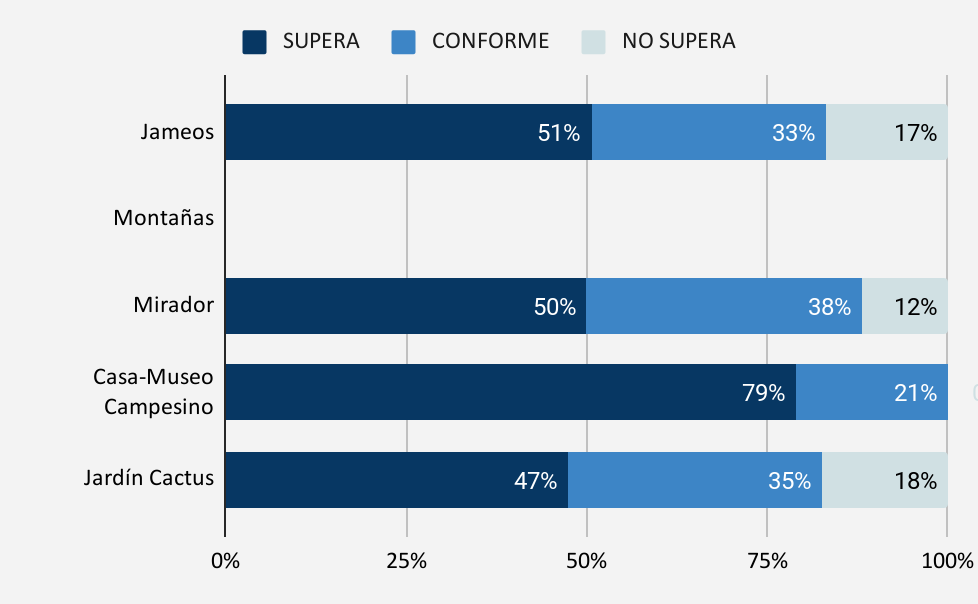 SUPERA CONFORME NO SUPERA
Jameos 51% 33% 17%
Montañas
Mirador 50% 38% 12%
Casa-Museo
Campesino 79% 21%
Jardín Cactus 47% 35% 18%
0% 25% 50% 75% 100%